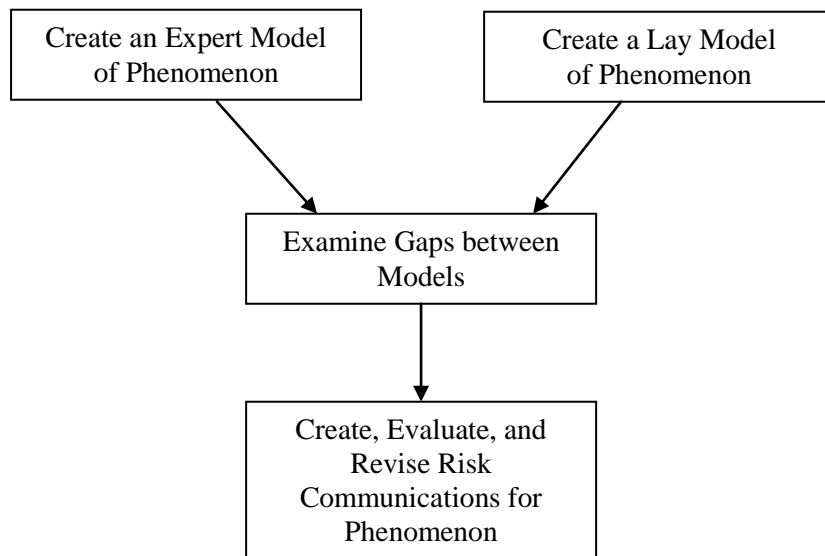 Create an Expert Model
of Phenomenon
Create a Lay Model
of Phenomenon
Examine Gaps between
Models
Create, Evaluate, and
Revise Risk
Communications for
Phenomenon